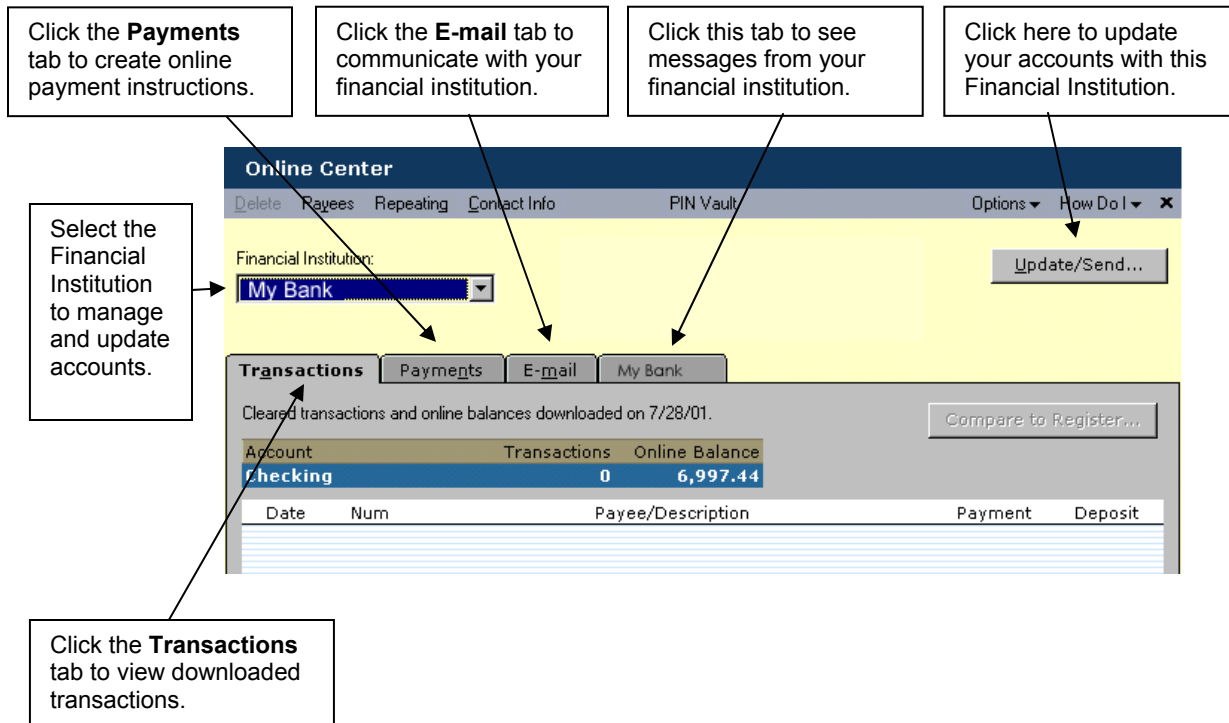 Click the Payments
tab to create online
payment instructions.
Click the E-mail tab to
communicate with your
financial institution.
Click this tab to see
messages from your
financial institution.
Click here to update
your accounts with this
Financial Institution.
Select the
Financial
Institution
to manage
and update
accounts.
Online Center
Delete Payees Repeating Contact Info PIN Vault Options How Do I
Financial Institution:
My Bank
Update/Send...
Transactions Payments E-mail My Bank
Cleared transactions and online balances downloaded on 7/28/01.
Compare to Register...
Account Transactions Online Balance
Checking 0 6,997.44
Date Num Payee/Description Payment Deposit
Click the Transactions
tab to view downloaded
transactions.